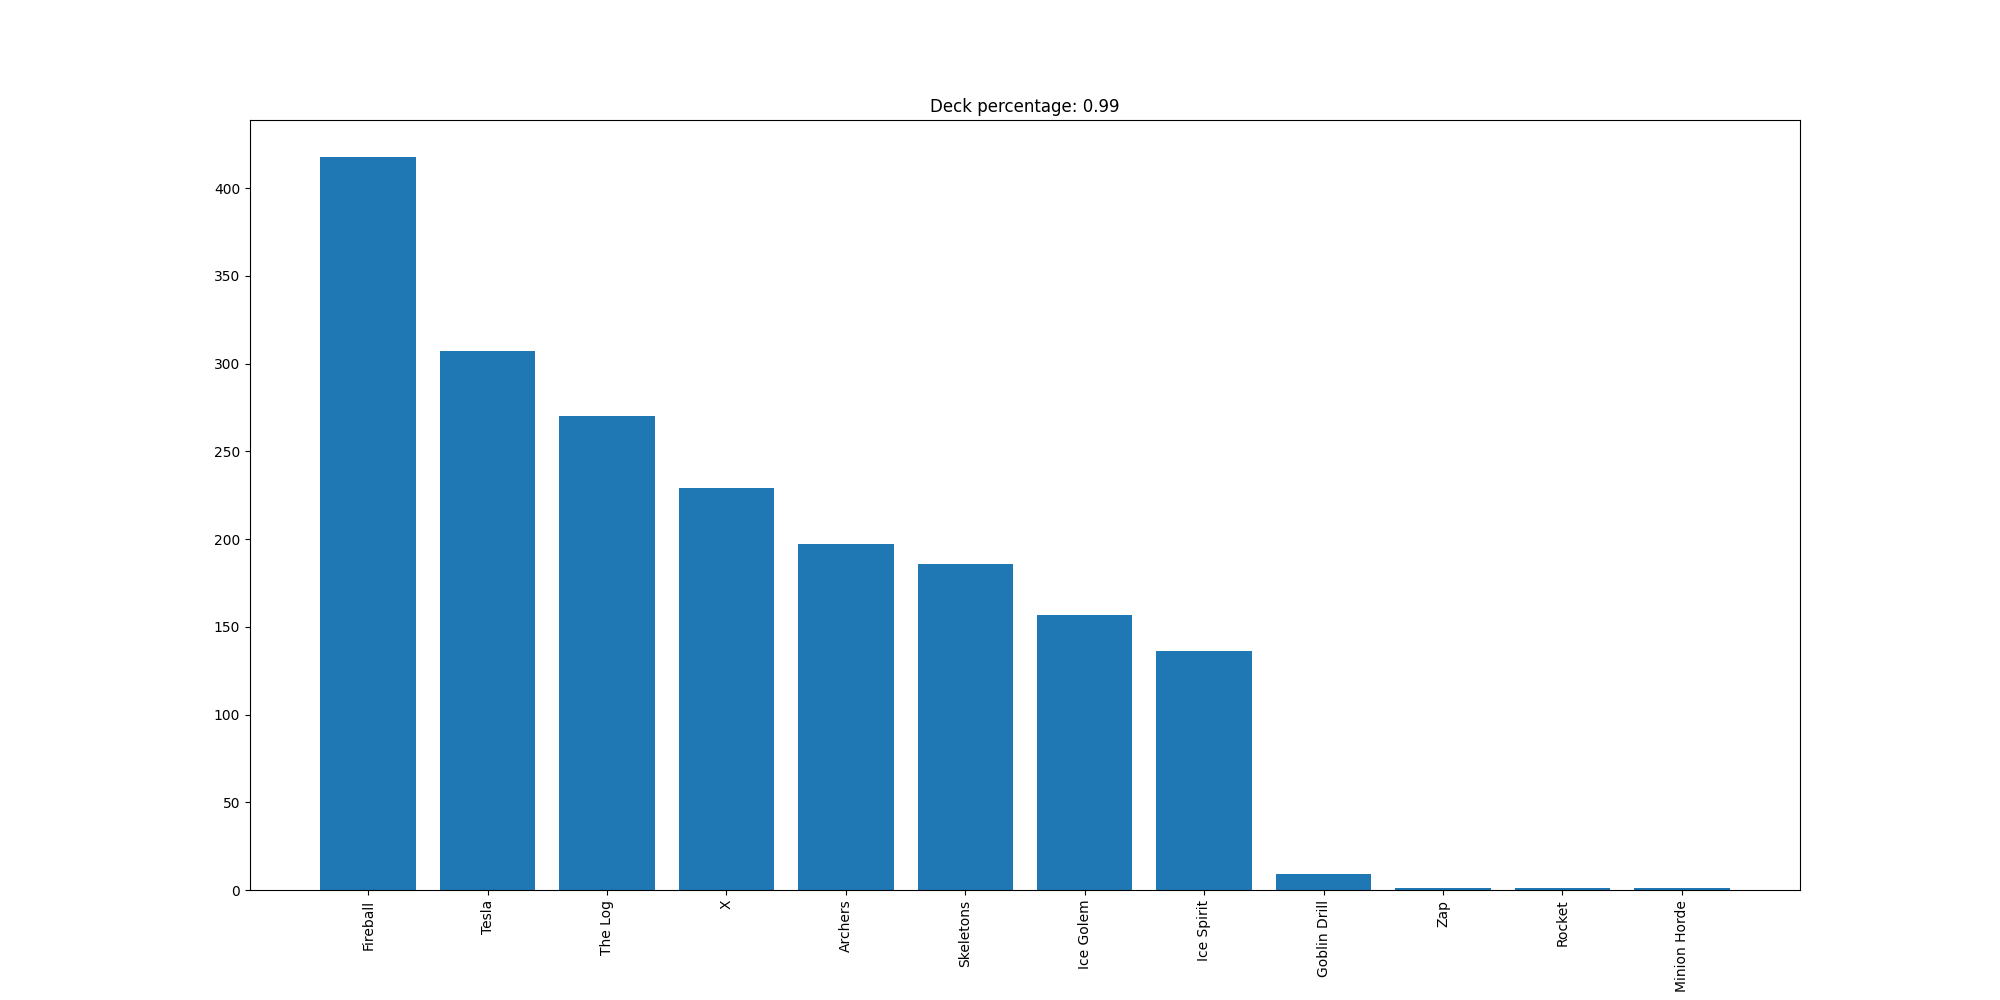 Deck percentage: 0.99
400
350
300
250
200
150
100
50
0
Fireball
Tesla
The Log
X
Archers
Skeletons
Ice Golem
Ice Spirit
Goblin Drill
Zap
Rocket
Minion Horde